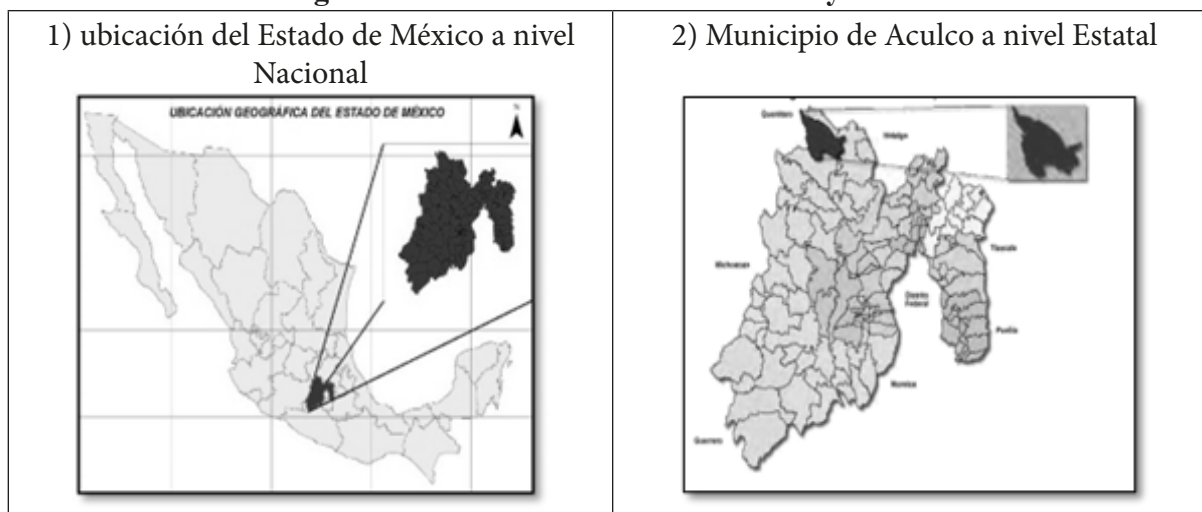 1) ubicación del Estado de México a nivel
Nacional
2) Municipio de Aculco a nivel Estatal
UBICACIÓN GEOGRÁFICA DEL ESTADO DE MÉXICO
N
Querétaro
Hidalgo
Michoacan
Tlaxcala
Distrito
Federal
Puebla
Morelos
Guerrero